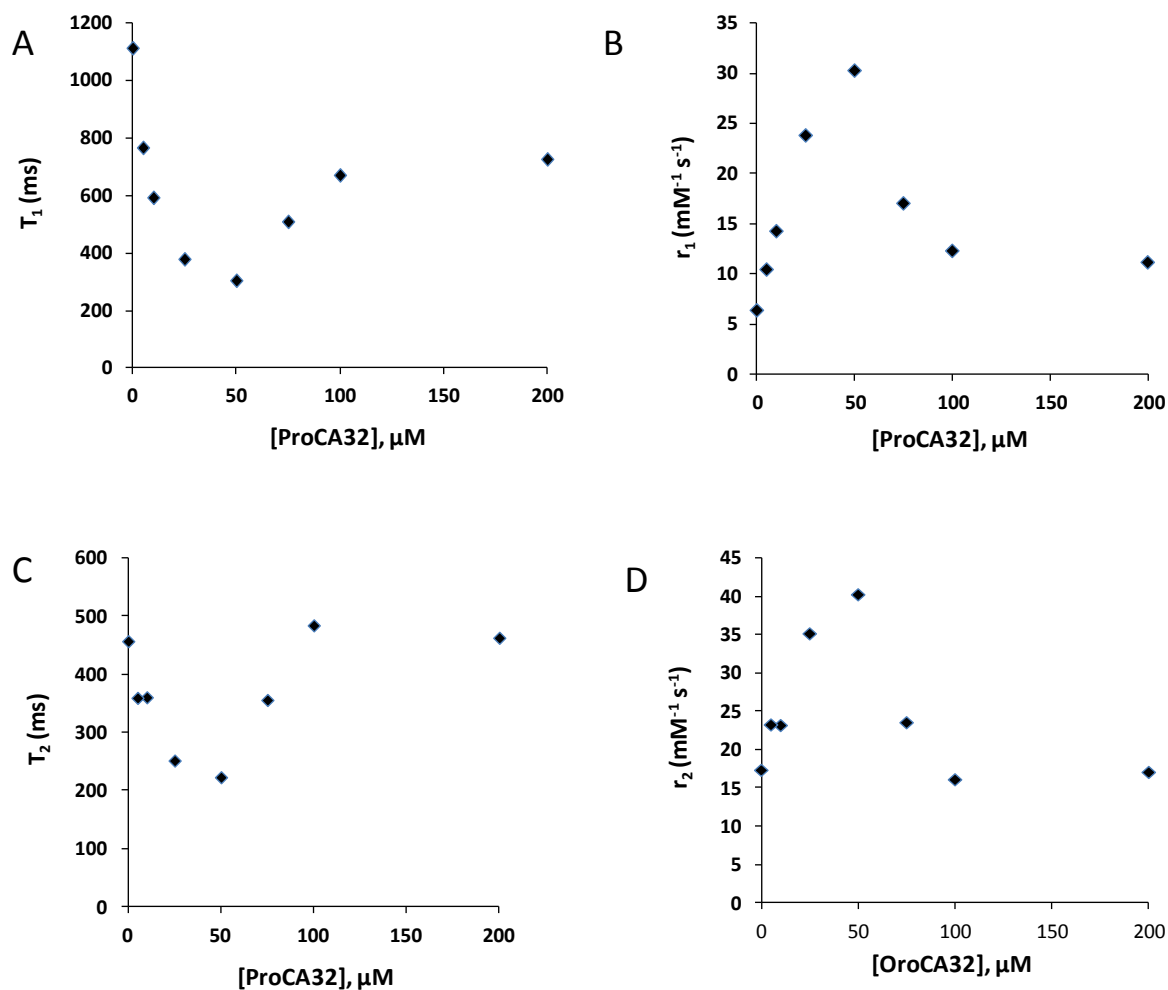 A
1200
1000
800
600
400
200
0
T1 (ms)
0 50 100 150 200
[ProCA32], µM
B
35
30
25
20
15
10
5
0
r1 (mM-1 s-1)
0 50 100 150 200
[ProCA32], µM
C
600
500
400
300
200
100
0
T2 (ms)
0 50 100 150 200
[ProCA32], µM
D
45
40
35
30
25
20
15
10
5
0
r2 (mM-1 s-1)
0 50 100 150 200
[OroCA32], µM